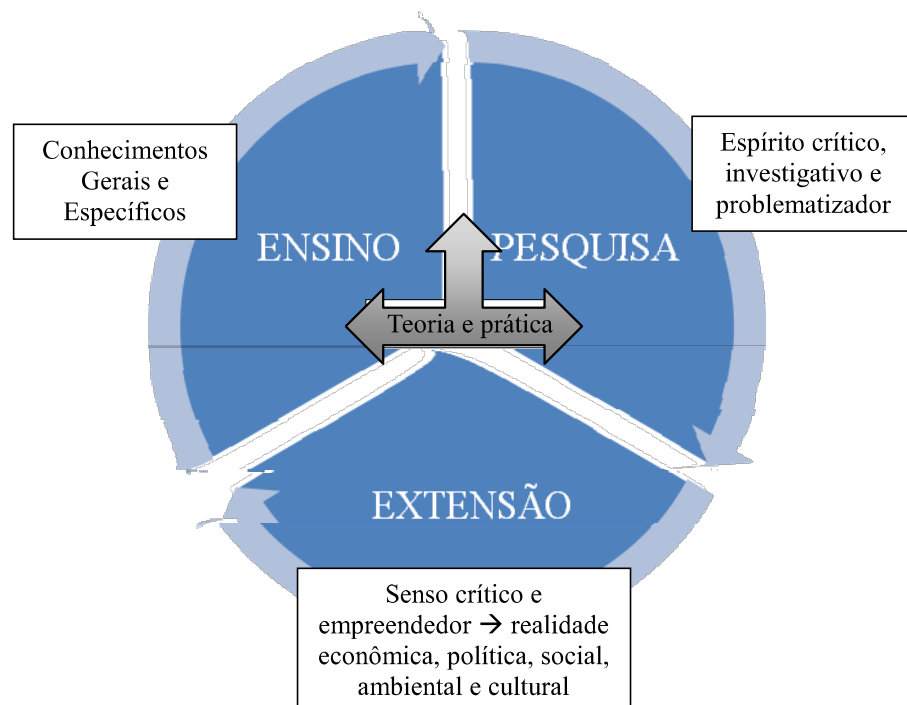 Conhecimentos
Gerais e
Específicos
Espírito crítico,
investigativo e
problematizador
ENSINO
PESQUISA
Teoria e prática
EXTENSÃO
Senso crítico e
empreendedor → realidade
econômica, política, social,
ambiental e cultural